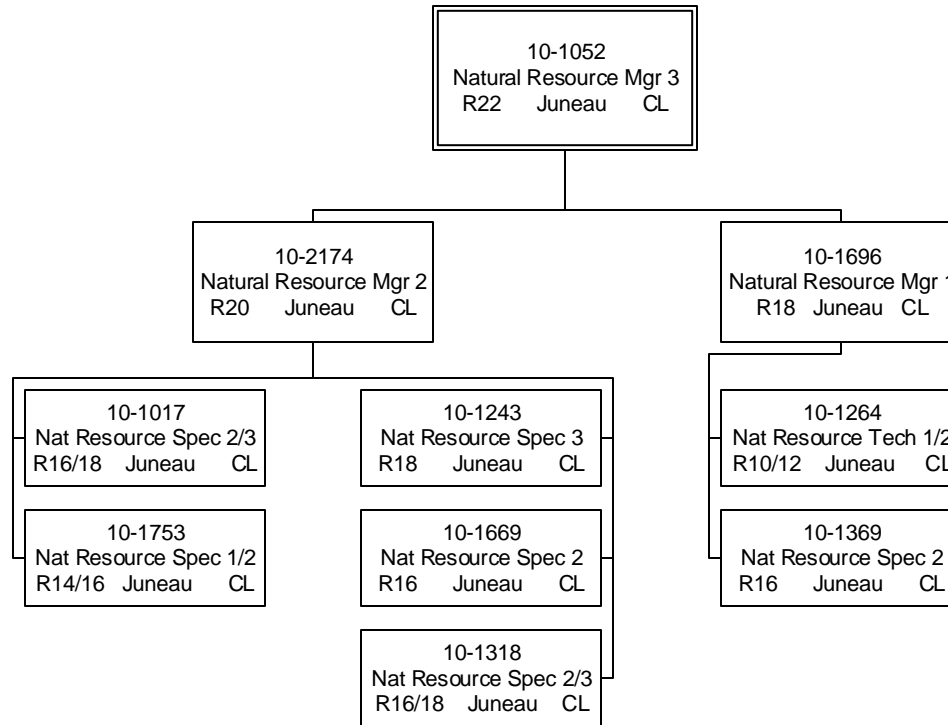 10-1052
Natural Resource Mgr 3
R22 Juneau CL
10-2174
Natural Resource Mgr 2
R20 Juneau CL
10-1696
Natural Resource Mgr 1
R18 Juneau CL
10-1017
Nat Resource Spec 2/3
R16/18 Juneau CL
10-1243
Nat Resource Spec 3
R18 Juneau CL
10-1264
Nat Resource Tech 1/2
R10/12 Juneau CL
10-1753
Nat Resource Spec 1/2
R14/16 Juneau CL
10-1669
Nat Resource Spec 2
R16 Juneau CL
10-1369
Nat Resource Spec 2
R16 Juneau CL
10-1318
Nat Resource Spec 2/3
R16/18 Juneau CL